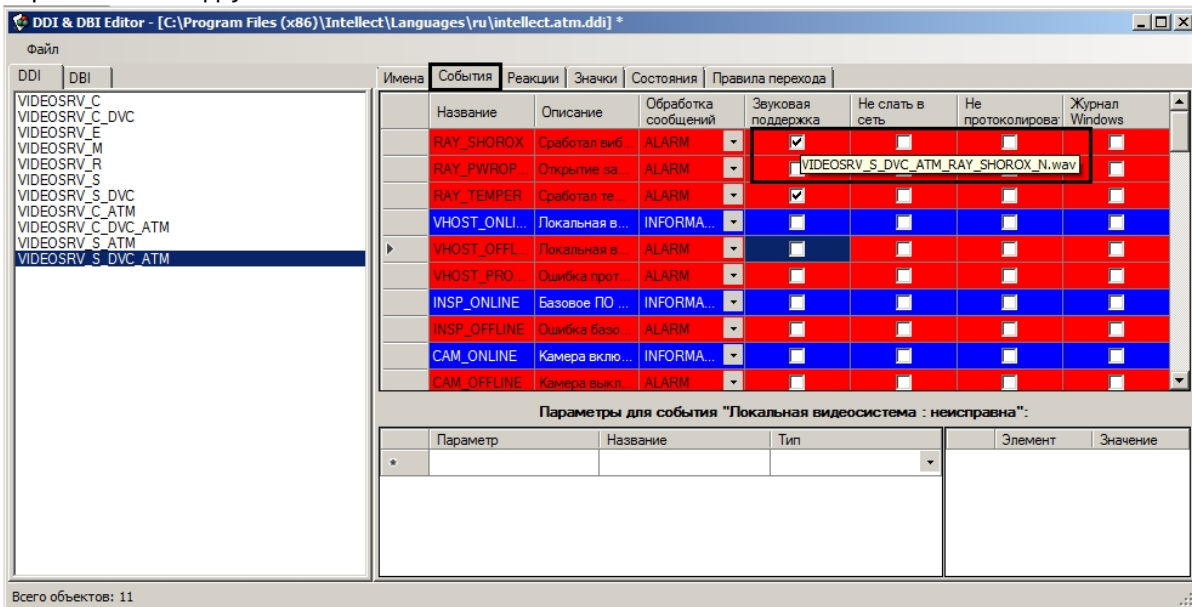 DDI & DBI Editor - [C:\Program Files (x86)\Intellect\Languages\ru\intellect.atm.ddi] *
Файл
DDI DBI
Имена События Реакции Значки Состояния Правила перехода
VIDEOSRV_C
VIDEOSRV_C_DVC
VIDEOSRV_E
VIDEOSRV_M
VIDEOSRV_R
VIDEOSRV_S
VIDEOSRV_S_DVC
VIDEOSRV_C_ATM
VIDEOSRV_C_DVC_ATM
VIDEOSRV_S_ATM
VIDEOSRV_S_DVC_ATM
Название Описание Обработка сообщений Звуковая поддержка Не слать в сеть Не протоколироват Журнал Windows
RAY_SHOROX Сработал виб... ALARM
VIDEOSRV_S_DVC_ATM_RAY_SHOROX_N.wav
RAY_PWROP... Открытие за... ALARM
RAY_TEMPER Сработал те... ALARM
VHOST_ONLI... Локальная в... INFORMA...
VHOST_OFFL... Локальная в... ALARM
VHOST_PRO... Ошибка прот... ALARM
INSP_ONLINE Базовое ПО ... INFORMA...
INSP_OFFLINE Ошибка базо... ALARM
CAM_ONLINE Камера вклю... INFORMA...
CAM_OFFLINE Камера выкл... ALARM
Параметры для события "Локальная видеосистема : неисправна":
Параметр Название Тип Элемент Значение
*
Всего объектов: 11